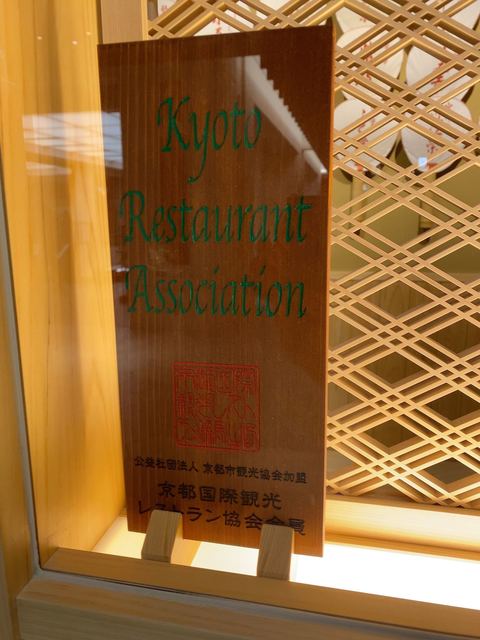 Kyoto
Restaurant
Association
公益社団法人 京都市観光協会加盟
京都国際観光
レストラン協会会員